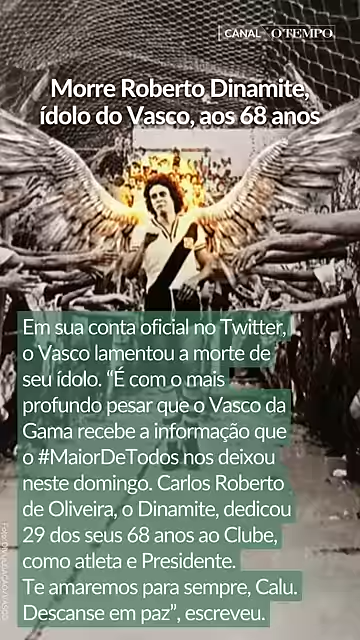 CANAL O TEMPO
Morre Roberto Dinamite,
ídolo do Vasco, aos 68 anos
Em sua conta oficial no Twitter,
o Vasco lamentou a morte de
seu ídolo. “É com o mais
profundo pesar que o Vasco da
Gama recebe a informação que
o #MaiorDeTodos nos deixou
neste domingo. Carlos Roberto
de Oliveira, o Dinamite, dedicou
29 dos seus 68 anos ao Clube,
como atleta e Presidente.
Te amaremos para sempre, Calu.
Descanse em paz”, escreveu.